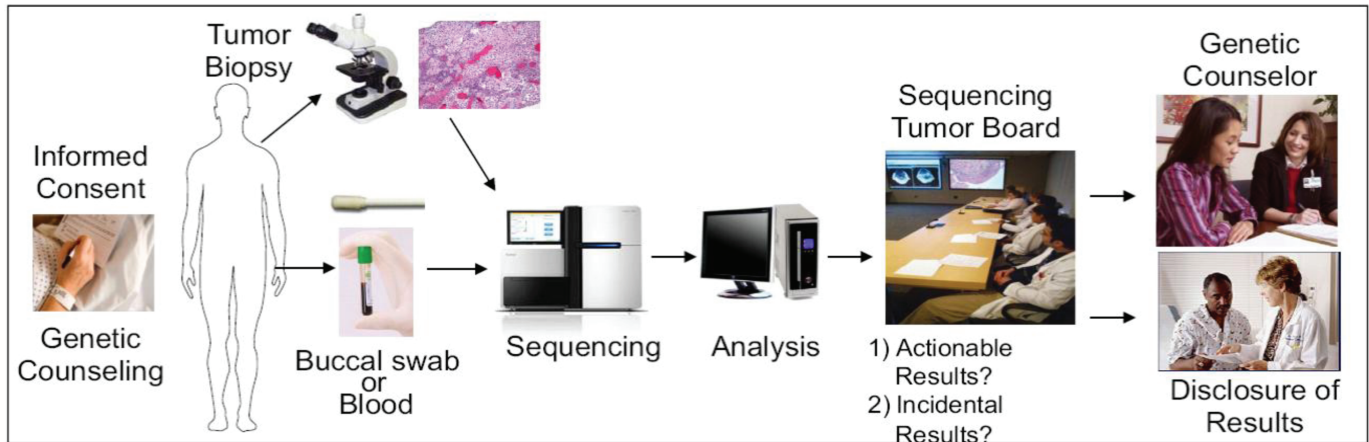 Informed
Consent
Genetic
Counseling
Tumor
Biopsy
Buccal swab
or
Blood
Sequencing
Analysis
Sequencing
Tumor Board
1) Actionable
Results?
2) Incidental
Results?
Genetic
Counselor
Disclosure of
Results